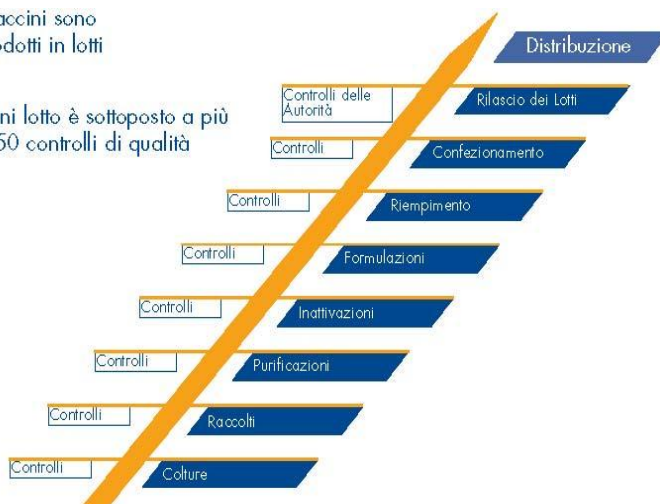 accini sono
odotti in lotti
ni lotto è sottoposto a più
50 controlli di qualità
Distribuzione
Controlli delle
Autorità
Rilascio dei Lotti
Controlli
Confezionamento
Controlli
Riempimento
Controlli
Formulazioni
Controlli
Inattivazioni
Controlli
Purificazioni
Controlli
Raccolti
Controlli
Colture